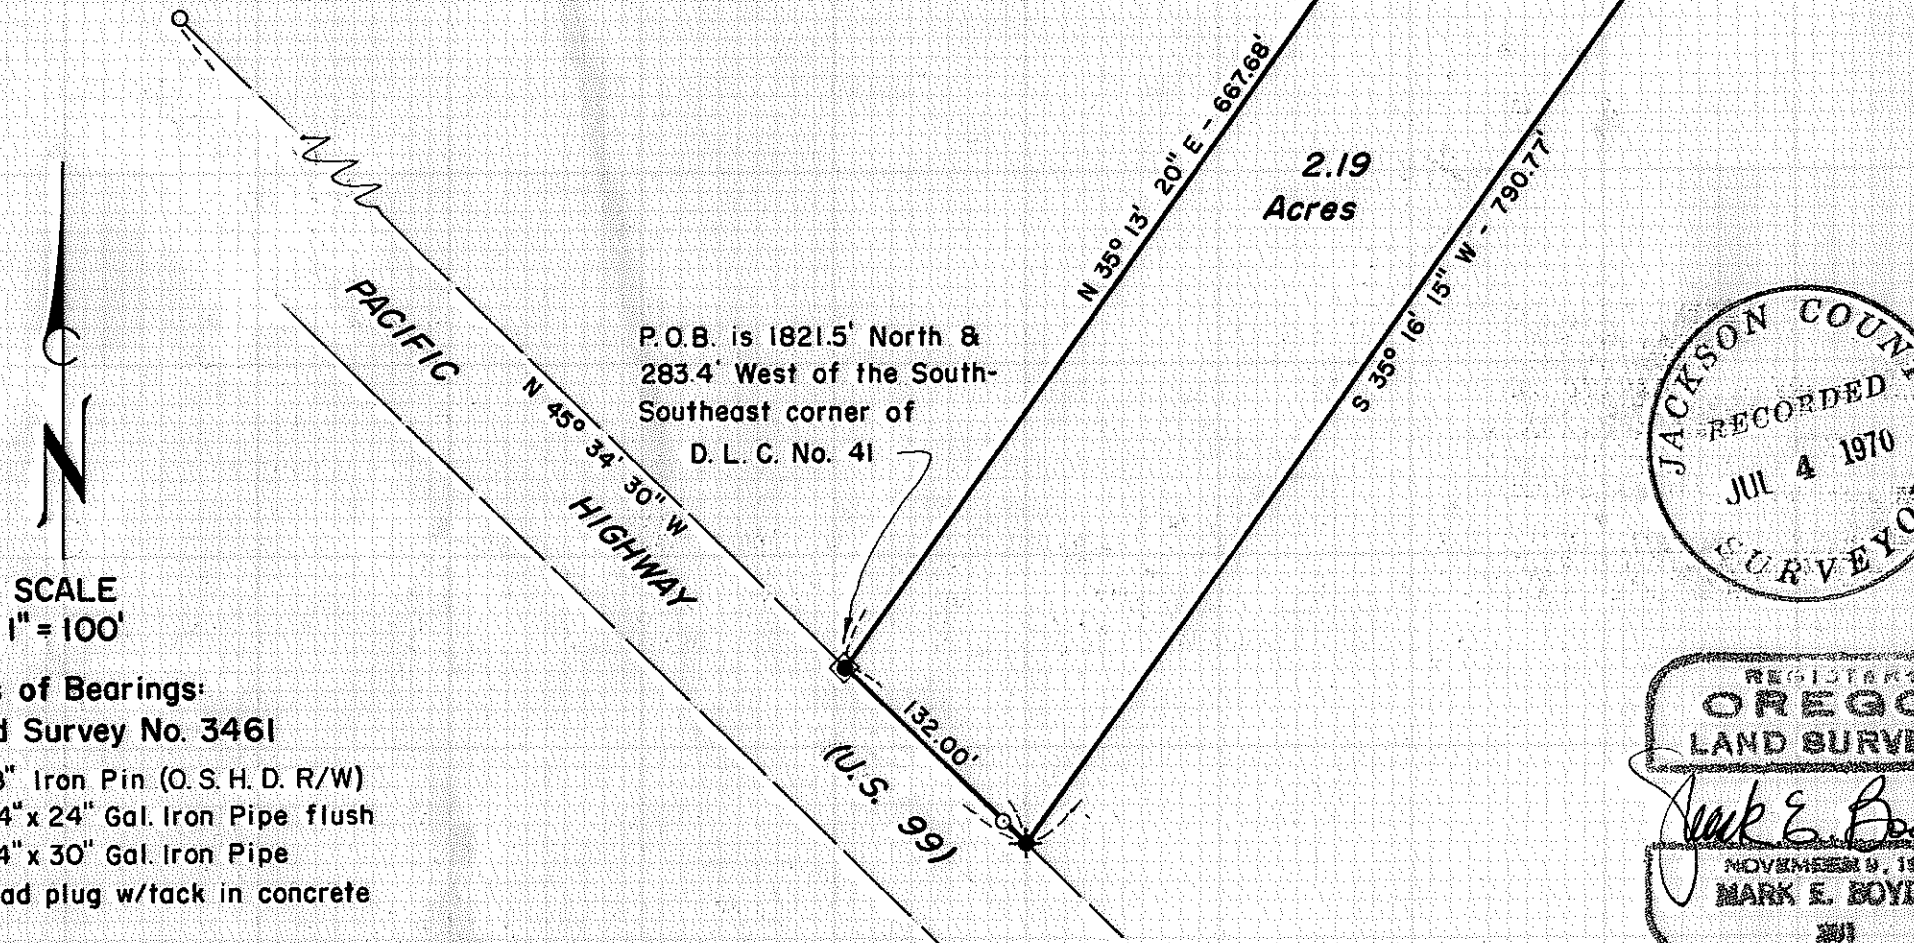 N 35° 13' 20" E - 667.68'
2.19
Acres
S 35° 16' 15" W - 790.77'
PACIFIC
HIGHWAY
(U.S. 99)
N 45° 34' 30" W
P.O.B. is 1821.5' North &
283.4' West of the South-
Southeast corner of
D. L. C. No. 41
132.00'
N
SCALE
1" = 100'
of Bearings:
Survey No. 3461
Iron Pin (O. S. H. D. R/W)
4" x 24" Gal. Iron Pipe flush
4" x 30" Gal. Iron Pipe
plug w/tack in concrete
JACKSON
RECORDED
JUL 4 1970
LAND
NOVEMBER 9,
MARK E.